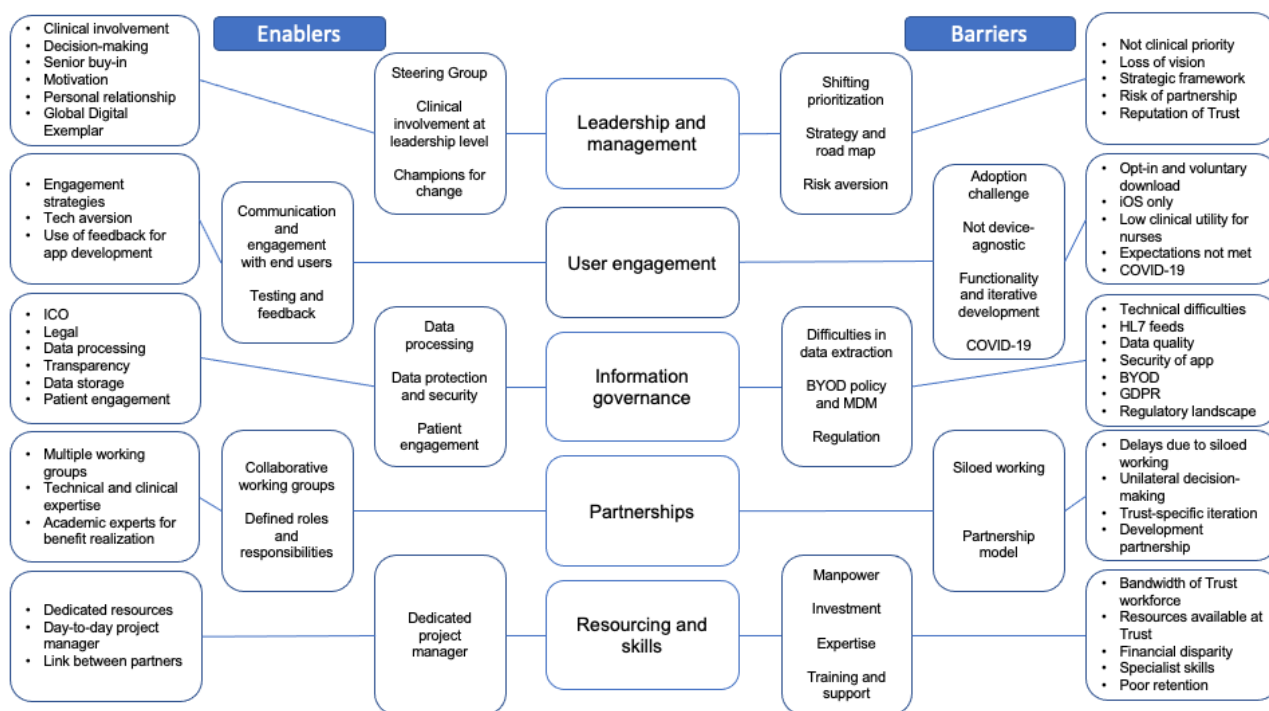 Enablers
Barriers
• Clinical involvement
• Decision-making
• Senior buy-in
• Motivation
• Personal relationship
• Global Digital
Exemplar
Steering Group
Clinical
involvement at
leadership level
Champions for
change
Leadership and
management
Shifting
prioritization
Strategy and
road map
Risk aversion
• Not clinical priority
• Loss of vision
• Strategic framework
• Risk of partnership
• Reputation of Trust
• Engagement
strategies
• Tech aversion
• Use of feedback for
app development
Communication
and
engagement
with end users
Testing and
feedback
User engagement
Adoption
challenge
Not device-
agnostic
Functionality
and iterative
development
COVID-19
• Opt-in and voluntary
download
• iOS only
• Low clinical utility for
nurses
• Expectations not met
• COVID-19
• ICO
• Legal
• Data processing
• Transparency
• Data storage
• Patient engagement
Data
processing
Data protection
and security
Patient
engagement
Information
governance
Difficulties in
data extraction
BYOD policy
and MDM
Regulation
• Technical difficulties
• HL7 feeds
• Data quality
• Security of app
• BYOD
• GDPR
• Regulatory landscape
• Multiple working
groups
• Technical and clinical
expertise
• Academic experts for
benefit realization
Collaborative
working groups
Defined roles
and
responsibilities
Partnerships
Siloed working
Partnership
model
• Delays due to siloed
working
• Unilateral decision-
making
• Trust-specific iteration
• Development
partnership
• Dedicated resources
• Day-to-day project
manager
• Link between partners
Dedicated
project
manager
Resourcing and
skills
Manpower
Investment
Expertise
Training and
support
• Bandwidth of Trust
workforce
• Resources available at
Trust
• Financial disparity
• Specialist skills
• Poor retention